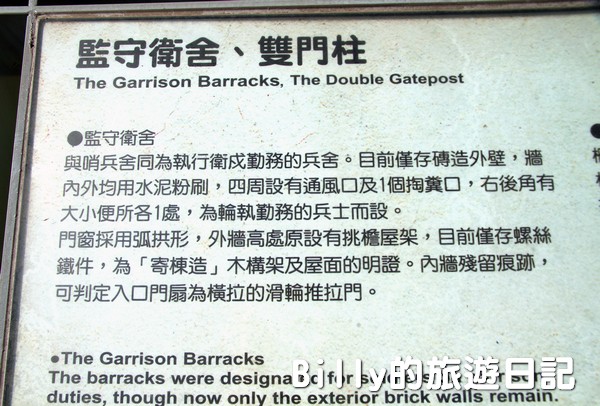 監守衛舍、雙門柱
The Garrison Barracks, The Double Gatepost
●監守衛舍
與哨兵舍同為執行衛戍勤務的兵舍。目前僅存磚造外壁，牆
內外均用水泥粉刷，四周設有通風口及1個掏糞口，右後角有
大小便所各1處，為輪執勤務的兵士而設。
門窗採用弧拱形，外牆高處原設有挑檐屋架，目前僅存螺絲
鐵件，為「寄棟造」木構架及屋面的明證。內牆殘留痕跡，
可判定入口門扇為橫拉的滑輪推拉門。
●The Garrison Barracks
The barracks were designa
duties, though now only the exterior brick walls remain.
Billy的旅遊日記